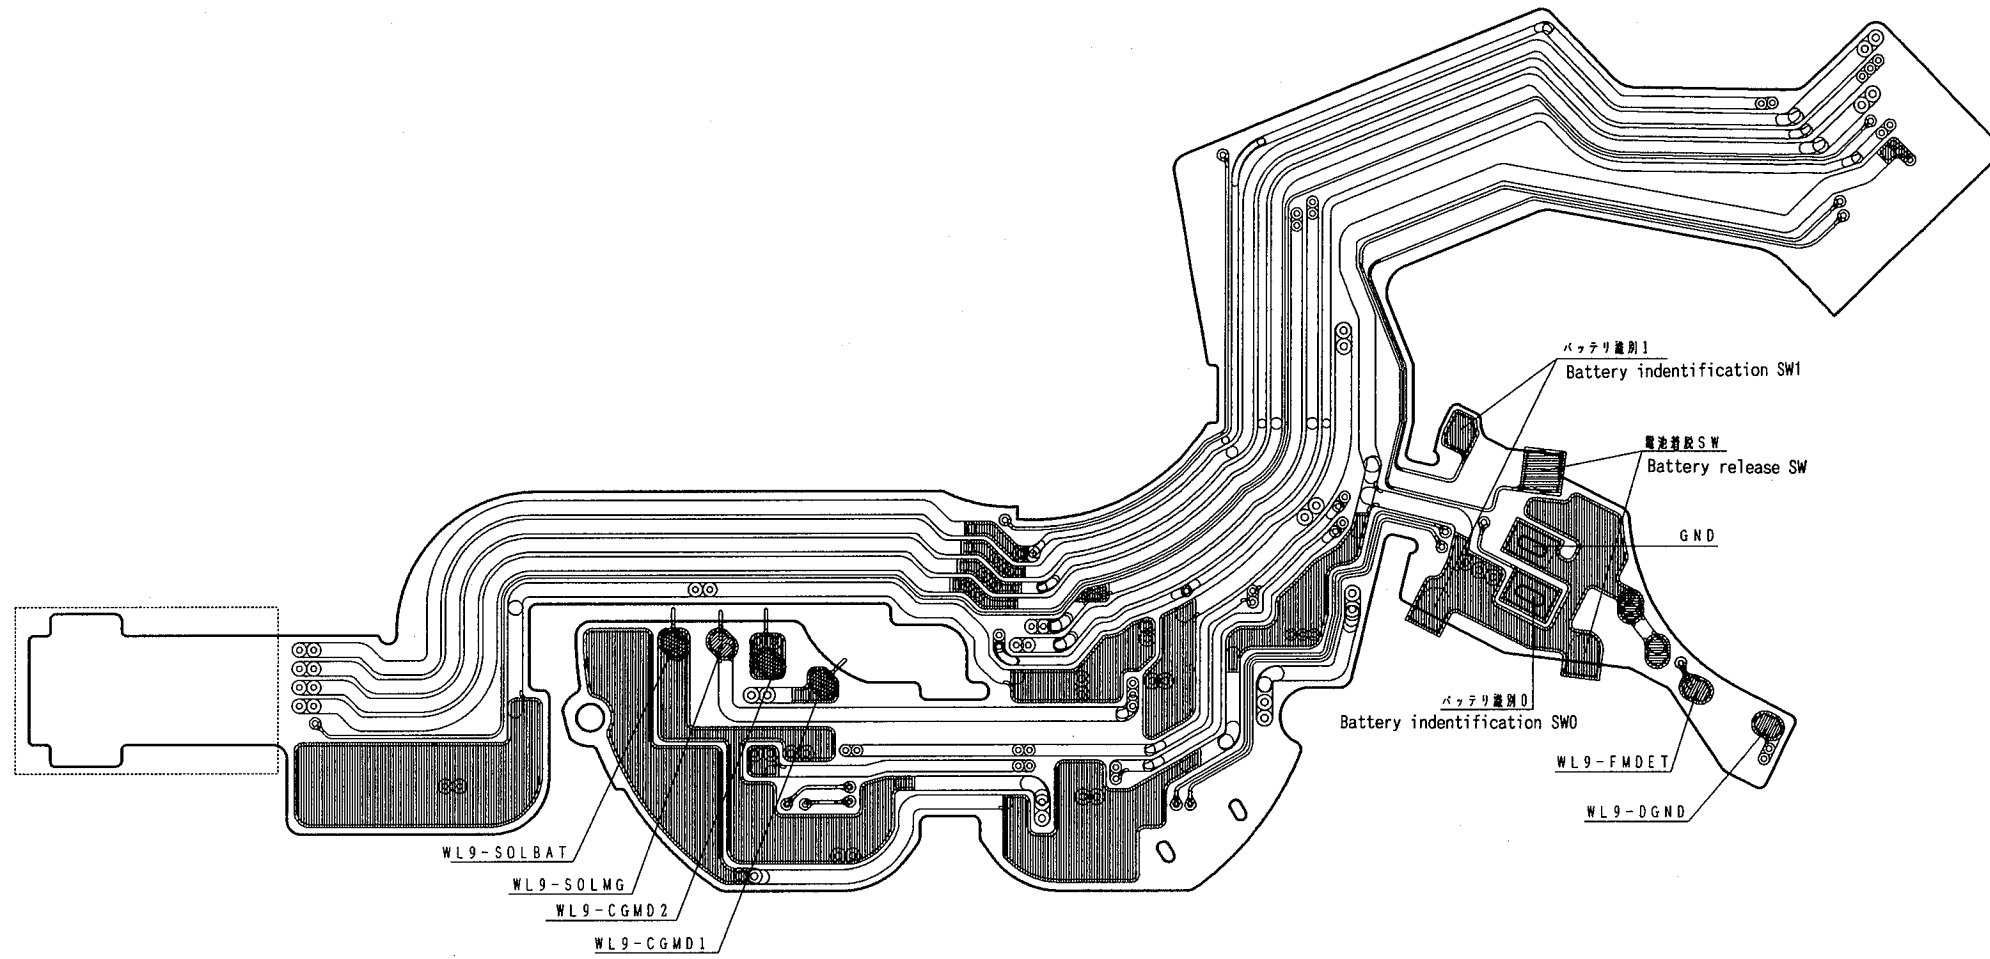 バッテリ識別1
Battery indentification SW1
電池着脱SW
Battery release SW
GND
バッテリ識別0
Battery indentification SW0
WL9-FMDET
WL9-DGND
WL9-SOLBAT
WL9-SOLMG
WL9-CGMD2
WL9-CGMD1